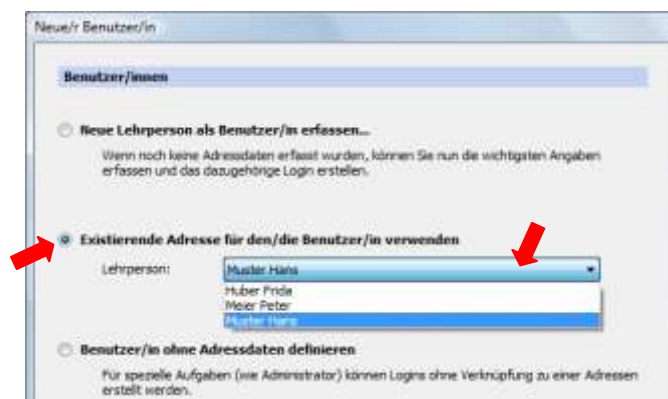 Neue/r Benutzer/in
Benutzer/innen
Neue Lehrperson als Benutzer/in erfassen...
Wenn noch keine Adressdaten erfasst wurden, können Sie nun die wichtigsten Angaben
erfassen und das dazugehörige Login erstellen.
Existierende Adresse für den/die Benutzer/in verwenden
Lehrperson: Muster Hans
Huber Frida
Meier Peter
Muster Hans
Benutzer/in ohne Adressdaten definieren
Für spezielle Aufgaben (wie Administrator) können Logins ohne Verknüpfung zu einer Adressen
erstellt werden.